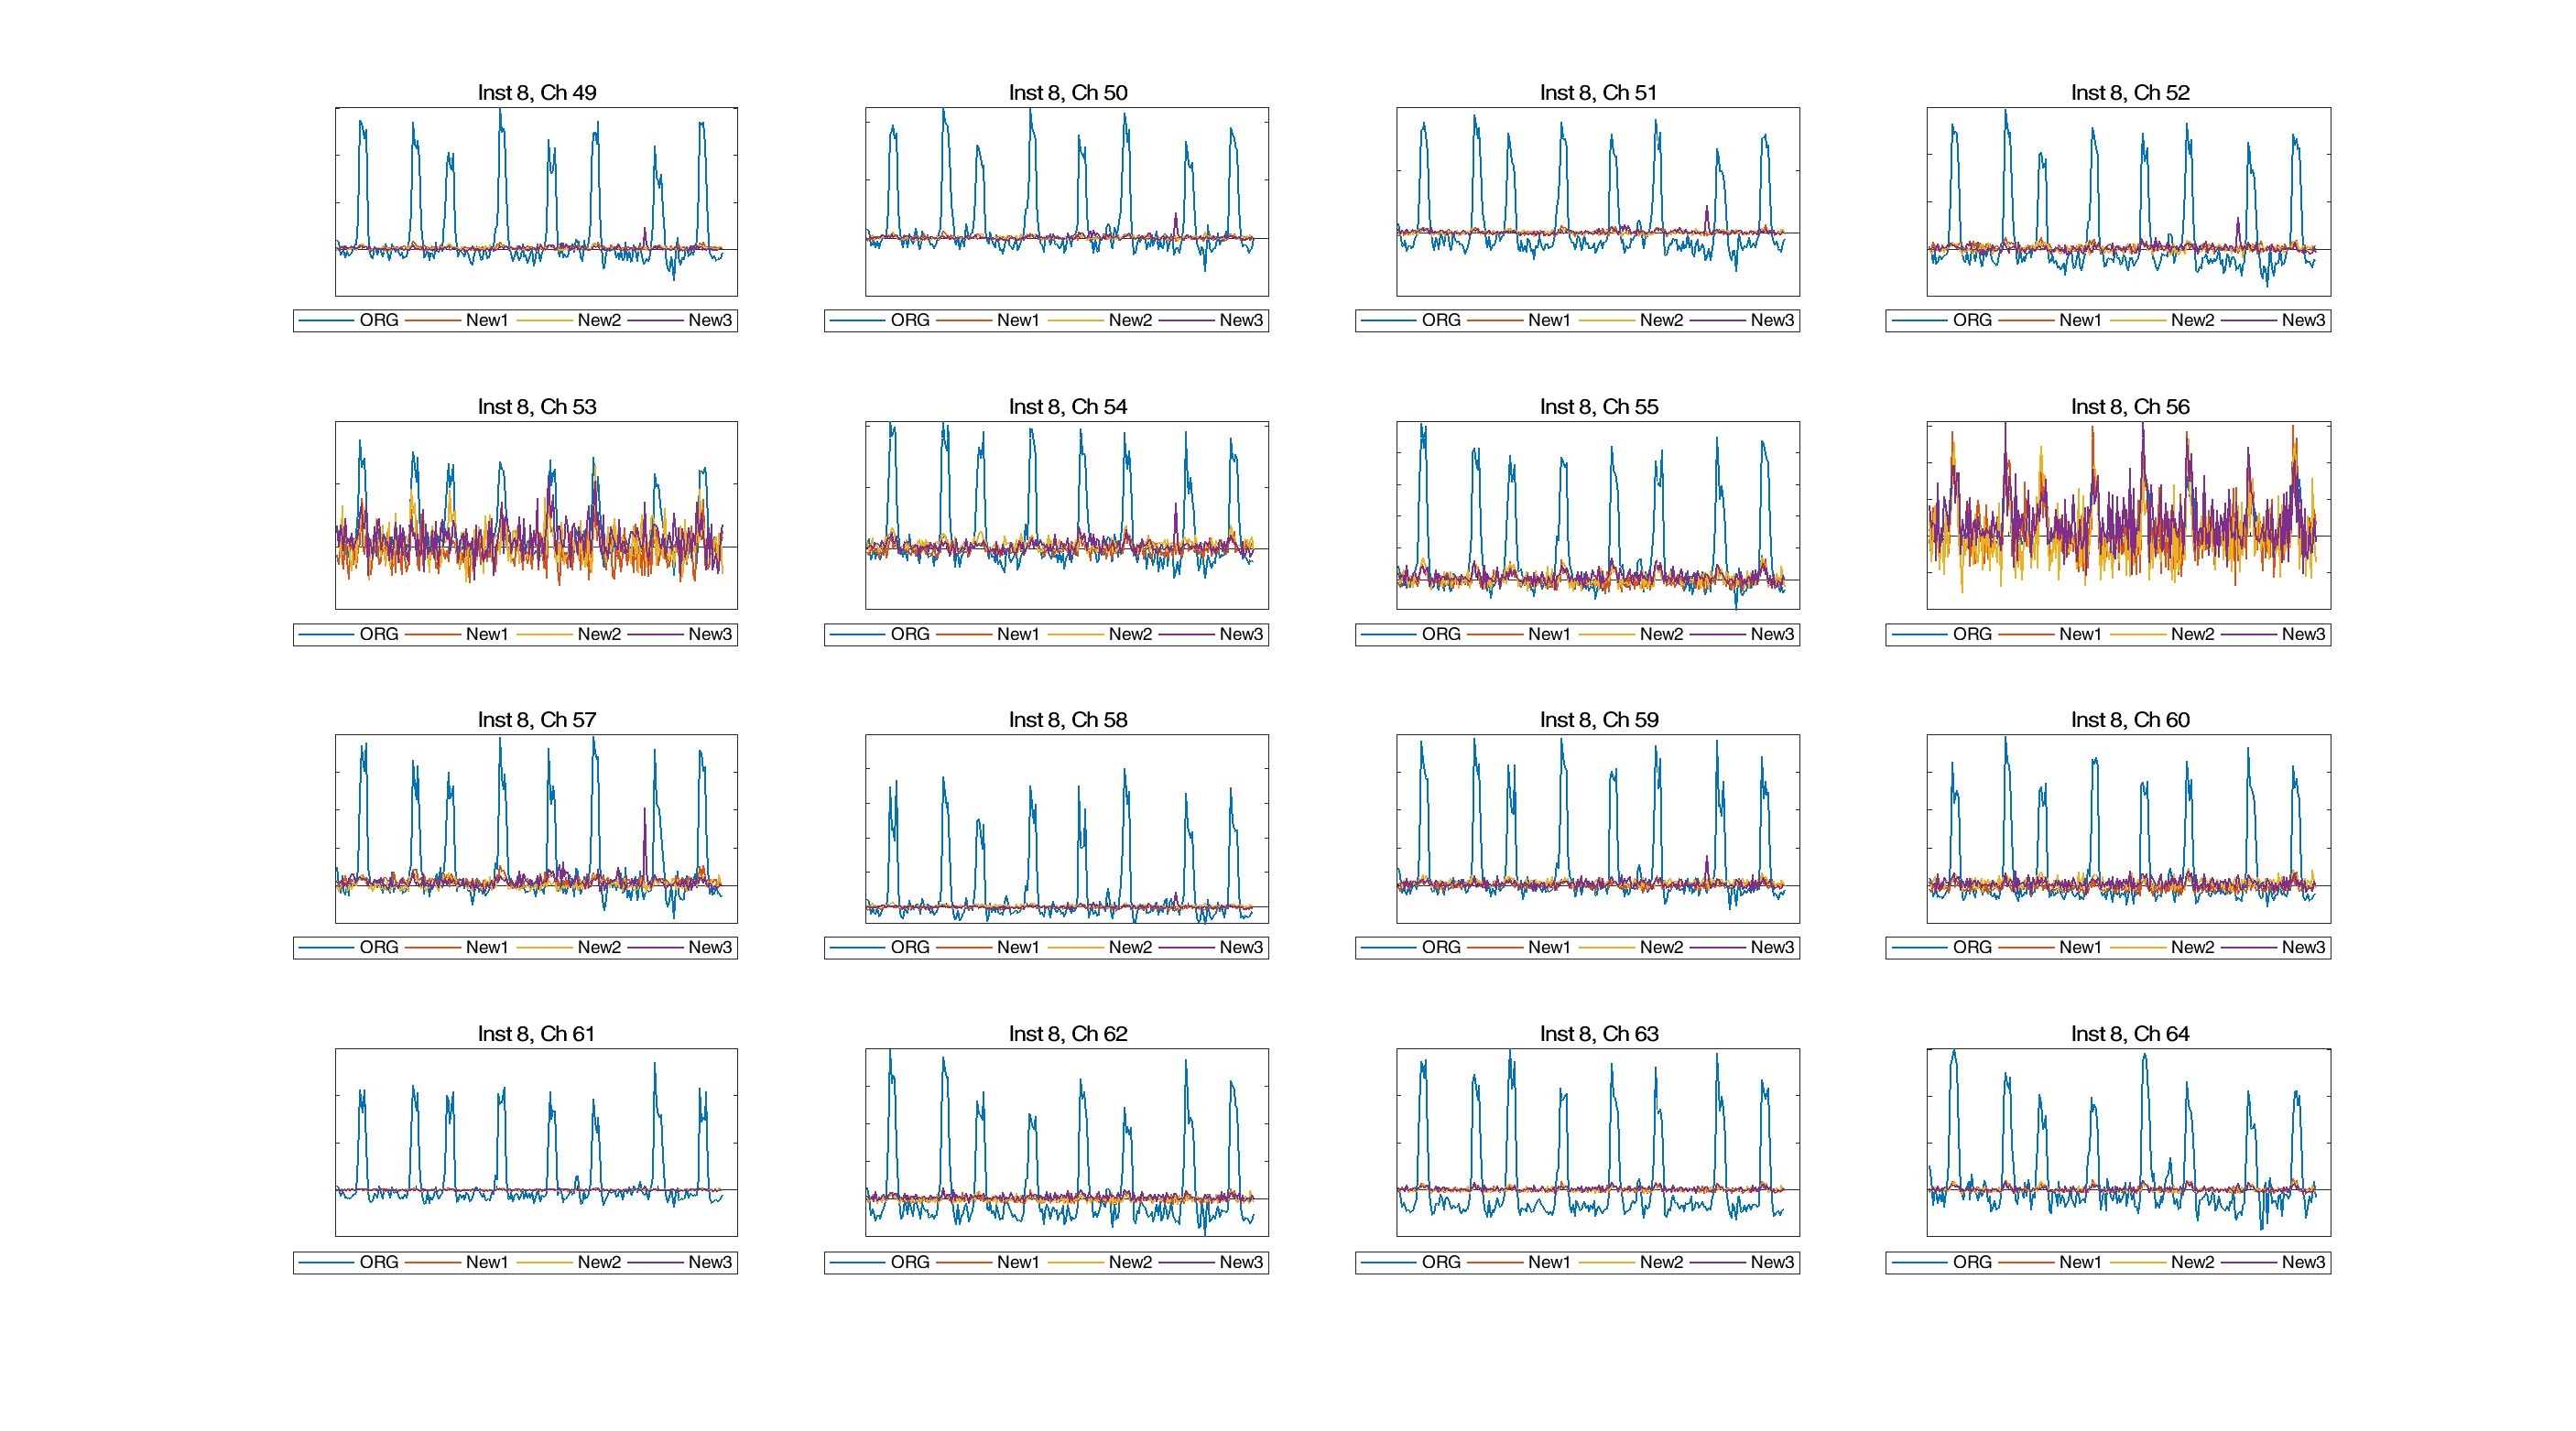 Inst 8, Ch 49
ORG New1 New2 New3
Inst 8, Ch 50
ORG New1 New2 New3
Inst 8, Ch 51
ORG New1 New2 New3
Inst 8, Ch 52
ORG New1 New2 New3
Inst 8, Ch 53
ORG New1 New2 New3
Inst 8, Ch 54
ORG New1 New2 New3
Inst 8, Ch 55
ORG New1 New2 New3
Inst 8, Ch 56
ORG New1 New2 New3
Inst 8, Ch 57
ORG New1 New2 New3
Inst 8, Ch 58
ORG New1 New2 New3
Inst 8, Ch 59
ORG New1 New2 New3
Inst 8, Ch 60
ORG New1 New2 New3
Inst 8, Ch 61
ORG New1 New2 New3
Inst 8, Ch 62
ORG New1 New2 New3
Inst 8, Ch 63
ORG New1 New2 New3
Inst 8, Ch 64
ORG New1 New2 New3